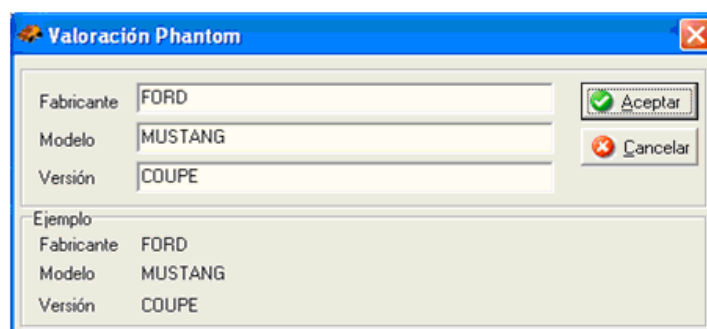 Valoración Phantom
Fabricante FORD
Aceptar
Modelo MUSTANG
Cancelar
Versión COUPE
Ejemplo
Fabricante FORD
Modelo MUSTANG
Versión COUPE